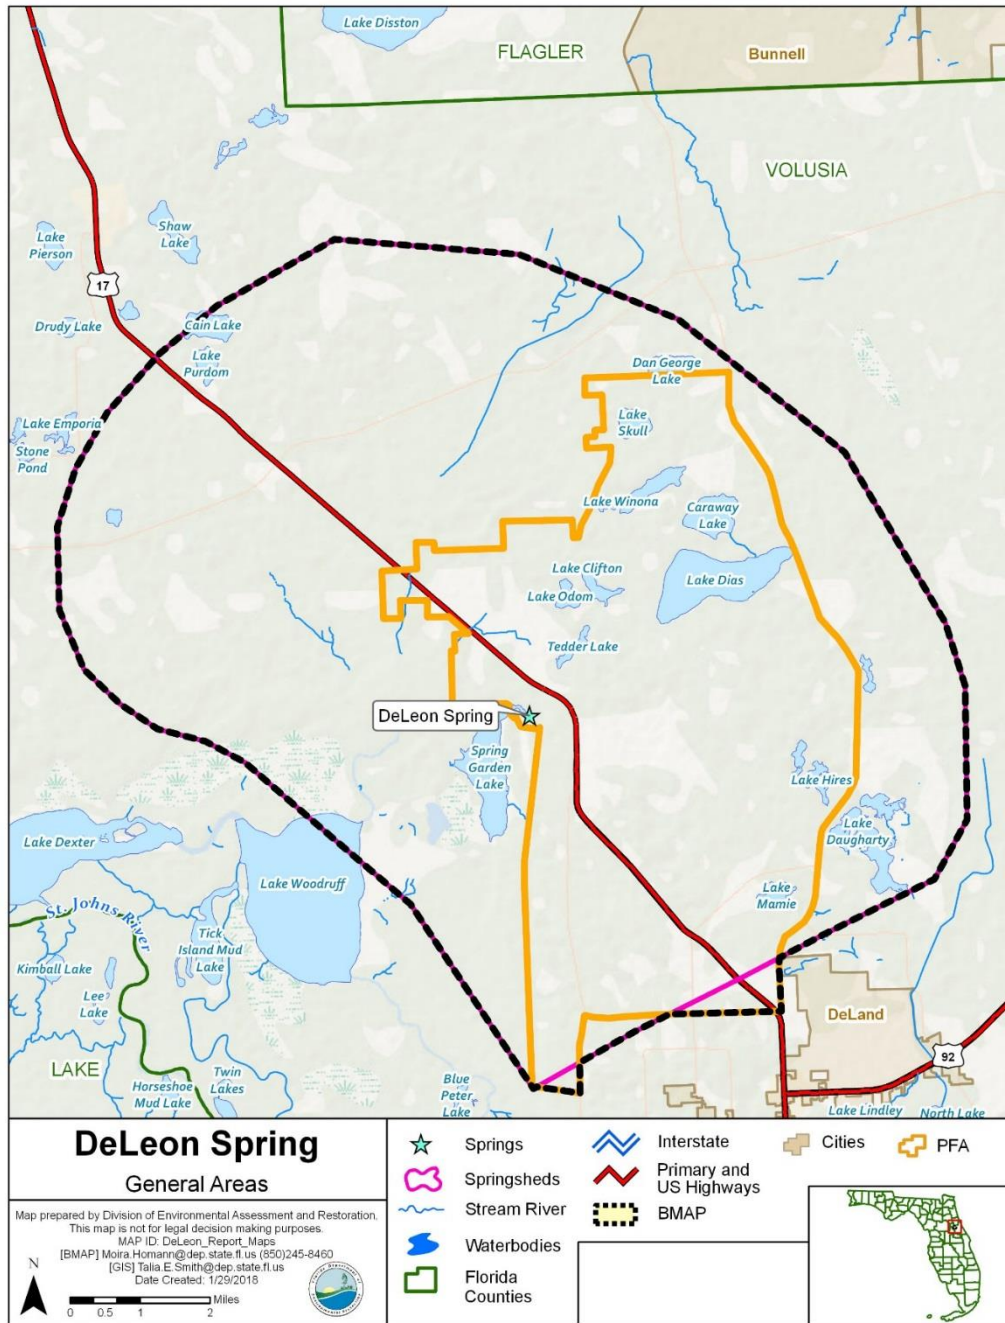 Lake Disston
FLAGLER
Bunnell
VOLUSIA
Shaw
Lake
Lake
Pierson
17
Drudy Lake
Cain Lake
Lake
Purdom
Dan George
Lake
Lake
Skull
Lake Emporia
Stone
Pond
Lake Winona
Caraway
Lake
Lake Clifton
Lake Dias
Lake Odom
Tedder Lake
DeLeon Spring
Spring
Garden
Lake
Lake Hires
Lake
Daugharty
Lake Dexter
Lake Woodruff
Lake
Mamie
St. Johns River
Tick
Island Mud
Lake
Kimball Lake
Lee
Lake
DeLand
92
LAKE
Horseshoe
Mud Lake
Twin
Lakes
Blue
Peter
Lake
Lake Lindley
North Lake
DeLeon Spring
General Areas
Map prepared by Division of Environmental Assessment and Restoration.
This map is not for legal decision making purposes.
MAP ID: DeLeon_Report_Maps
[BMAP] Moira.Homann@dep.state.fl.us (850)245-8460
[GIS] Talia.E.Smith@dep.state.fl.us
Date Created: 1/29/2018
N
Miles
0 0.5 1 2
Springs
Springsheds
Stream River
Waterbodies
Florida
Counties
Interstate
Primary and
US Highways
BMAP
Cities
PFA